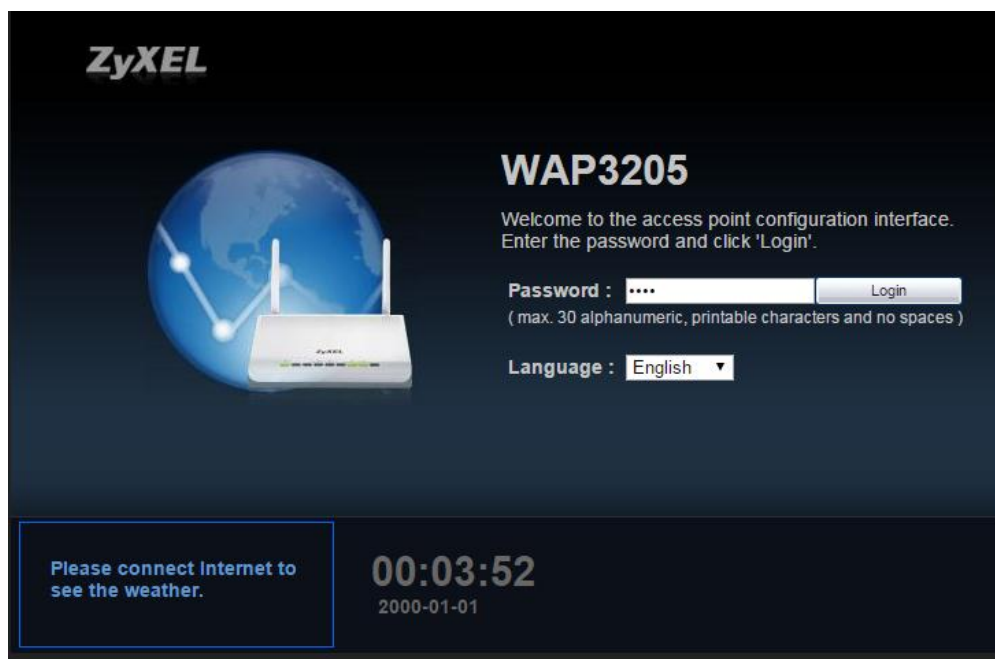 ZyXEL
WAP3205
Welcome to the access point configuration interface.
Enter the password and click 'Login'.
Password : •••• Login
( max. 30 alphanumeric, printable characters and no spaces )
Language : English ▼
ZyXEL
Please connect Internet to
see the weather.
00:03:52
2000-01-01